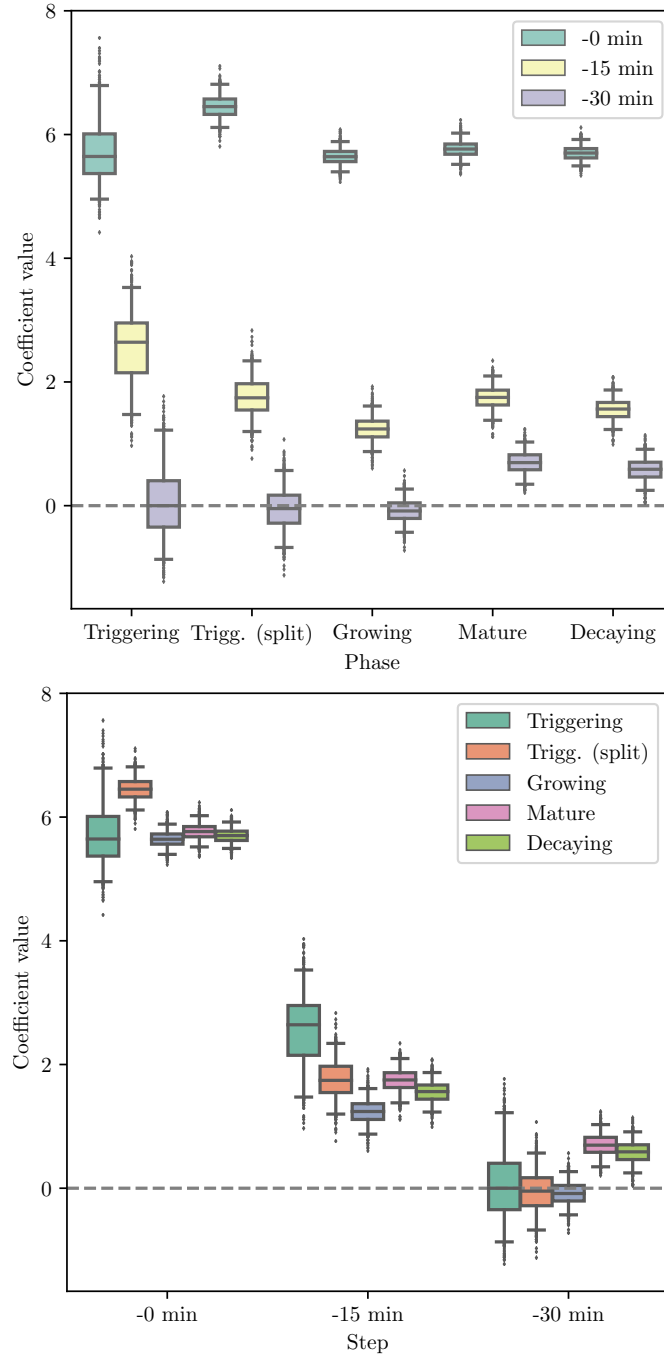 8
6
4
2
0
Coefficient value
-0 min
-15 min
-30 min
Triggering
Trigg. (split)
Growing
Mature
Decaying
Phase
8
6
4
2
0
Coefficient value
Triggering
Trigg. (split)
Growing
Mature
Decaying
-0 min
-15 min
-30 min
Step